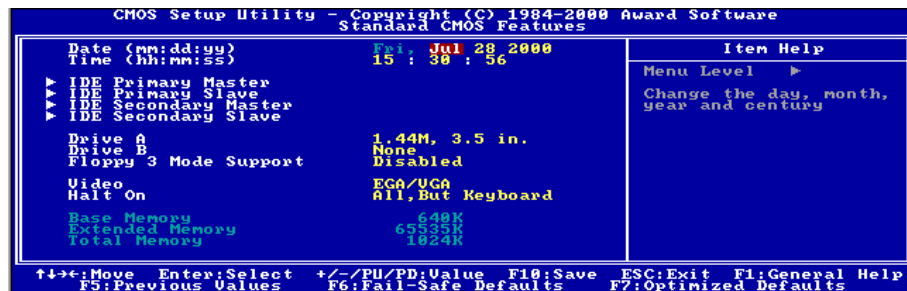 CMOS Setup Utility - Copyright (C) 1984-2000 Award Software
Standard CMOS Features
Date (mm:dd:yy) Fri, Jul 28 2000
Time (hh:mm:ss) 15 : 30 : 56
► IDE Primary Master
► IDE Primary Slave
► IDE Secondary Master
► IDE Secondary Slave
Drive A 1.44M, 3.5 in.
Drive B None
Floppy 3 Mode Support Disabled
Video EGA/VGA
Halt On All,But Keyboard
Base Memory 640K
Extended Memory 65535K
Total Memory 1024K
Item Help
Menu Level ►
Change the day, month,
year and century
↑↓→←:Move Enter:Select +/-/PU/PD:Value F10:Save ESC:Exit F1:General Help
F5:Previous Values F6:Fail-Safe Defaults F7:Optimized Defaults